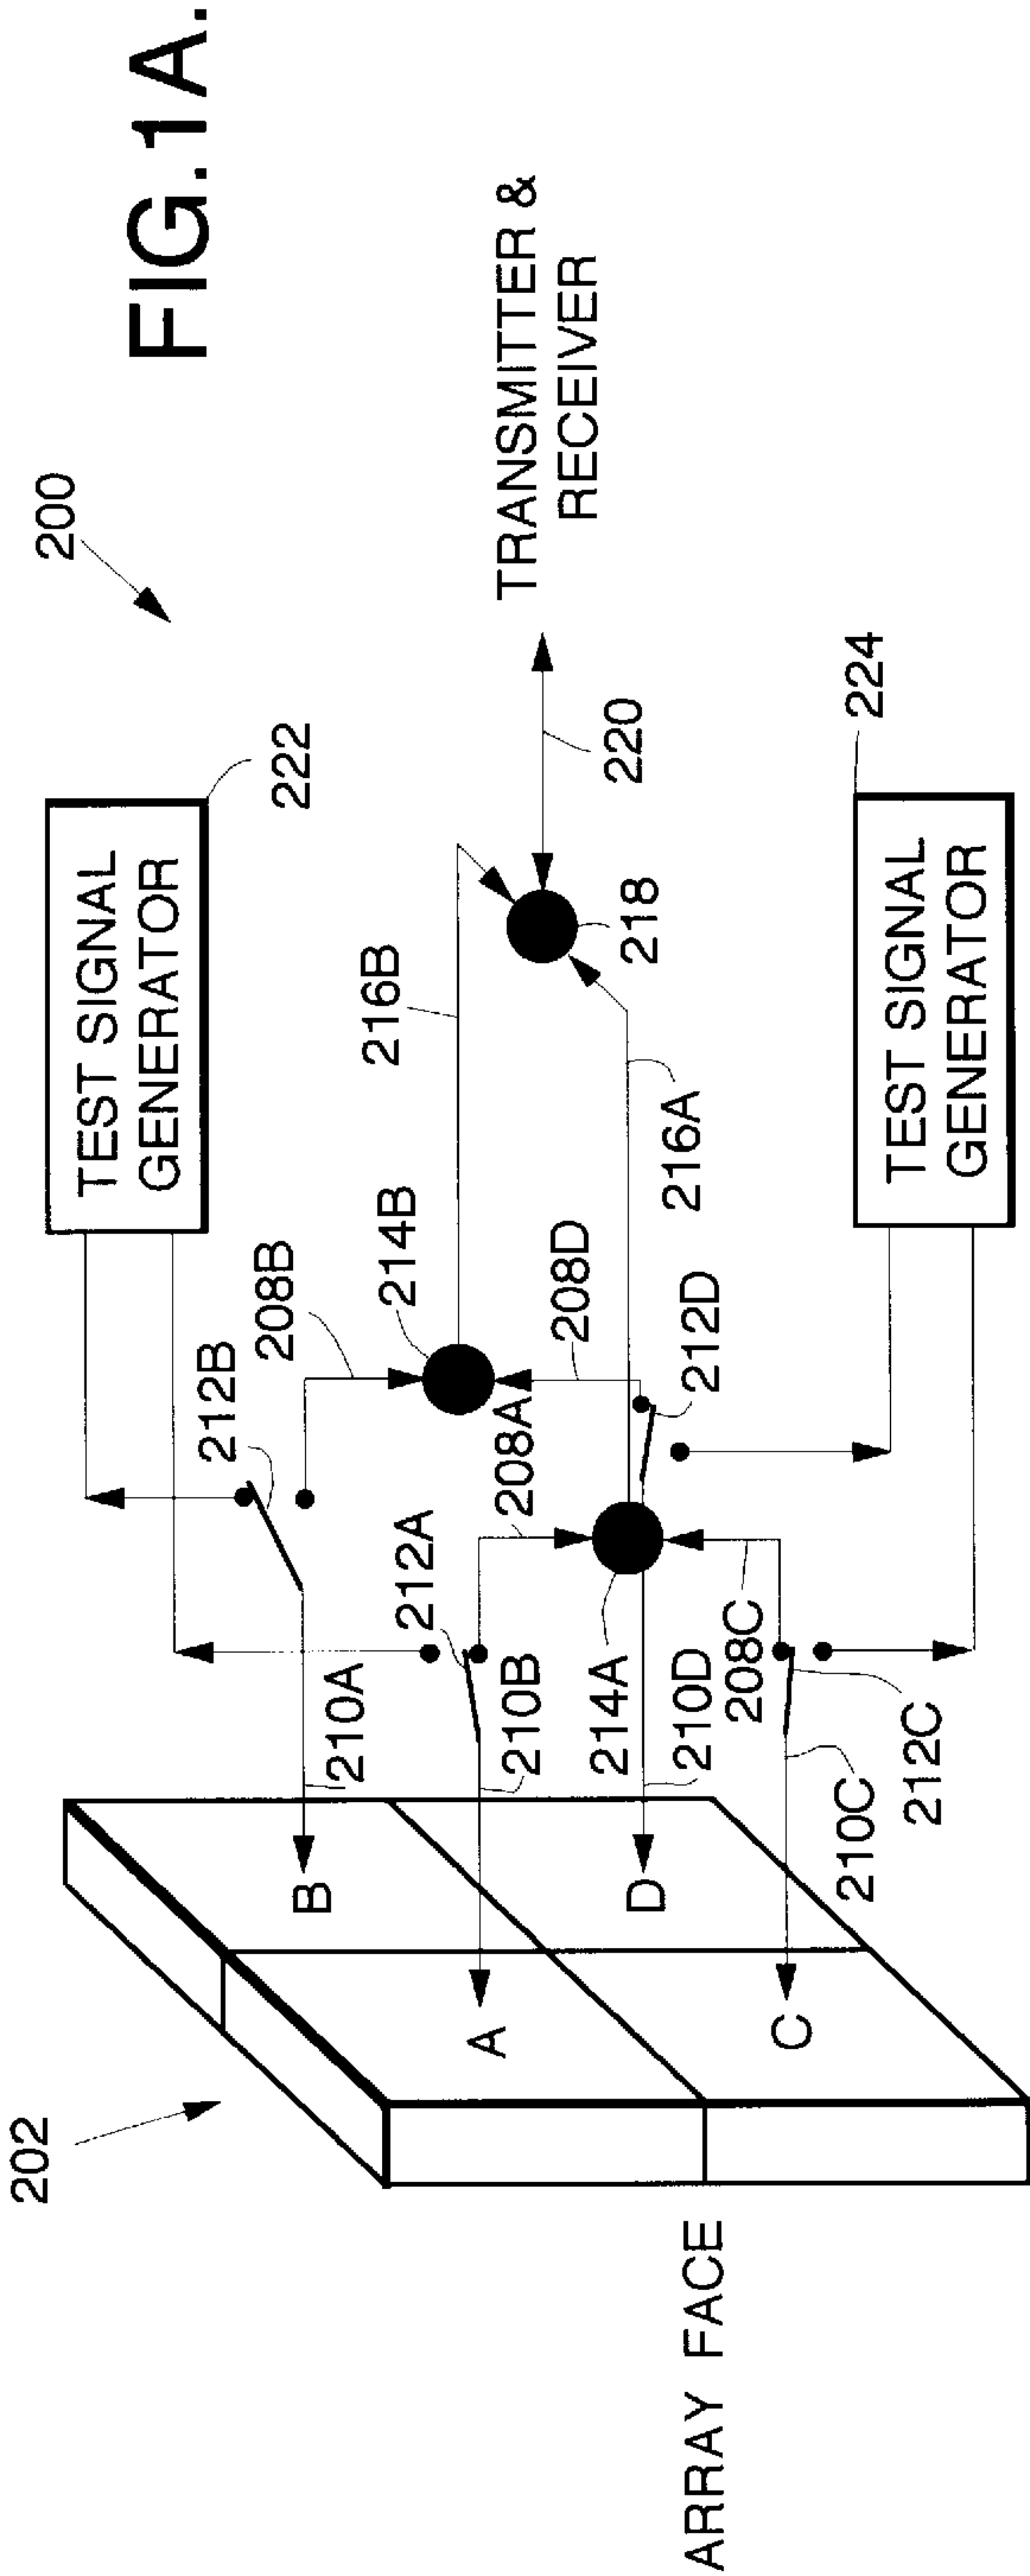 FIG.1A.
200
202
TEST SIGNAL
GENERATOR
222
212B
208B
214B
216B
210A
212A
208A
208D
212D
216A
218
220
TRANSMITTER &
RECEIVER
B
A
D
C
210B
214A
210D
208C
210C
212C
TEST SIGNAL
GENERATOR
224
ARRAY FACE